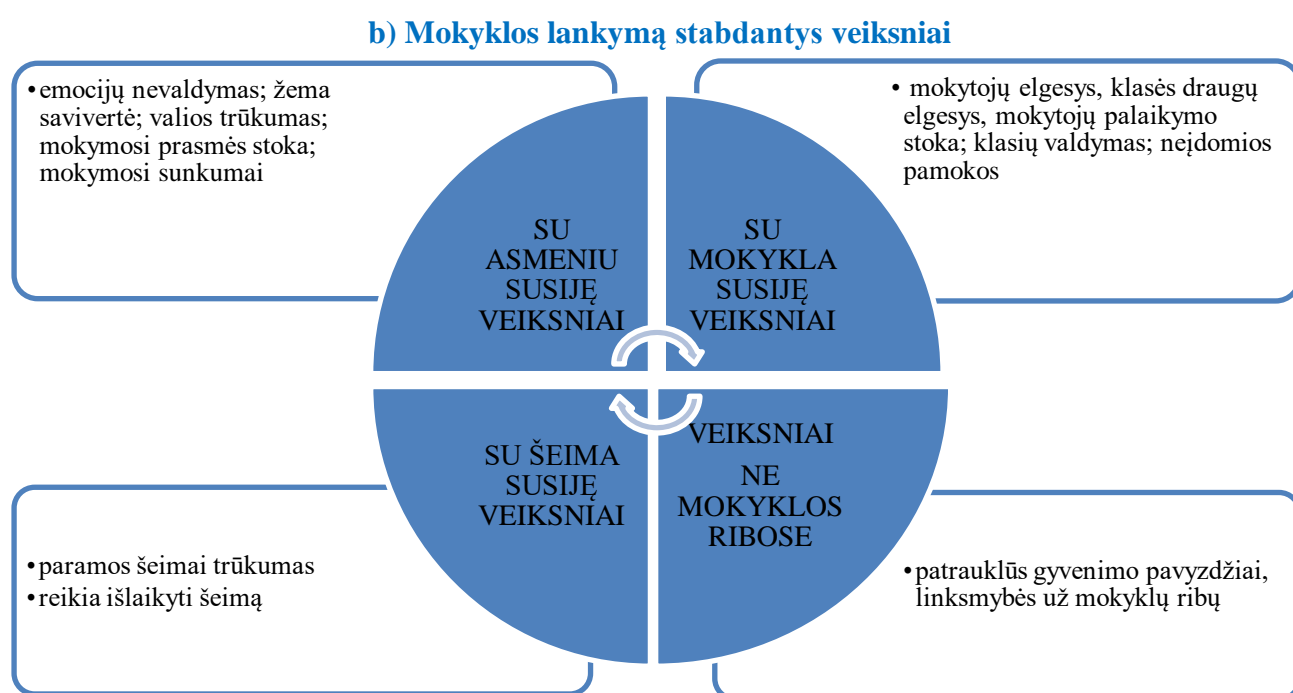 b) Mokyklos lankymą stabdantys veiksniai
•emocijų nevaldymas; žema
savivertė; valios trūkumas;
mokymosi prasmės stoka;
mokymosi sunkumai
• mokytojų elgesys, klasės draugų
elgesys, mokytojų palaikymo
stoka; klasių valdymas; neįdomios
pamokos
SU
ASMENIU
SUSIJĘ
VEIKSNIAI
SU
MOKYKLA
SUSIJĘ
VEIKSNIAI
SU ŠEIMA
SUSIJĘ
VEIKSNIAI
VEIKSNIAI
NE
MOKYKLOS
RIBOSE
•paramos šeimai trūkumas
•reikia išlaikyti šeimą
•patrauklūs gyvenimo pavyzdžiai,
linksmybės už mokyklų ribų